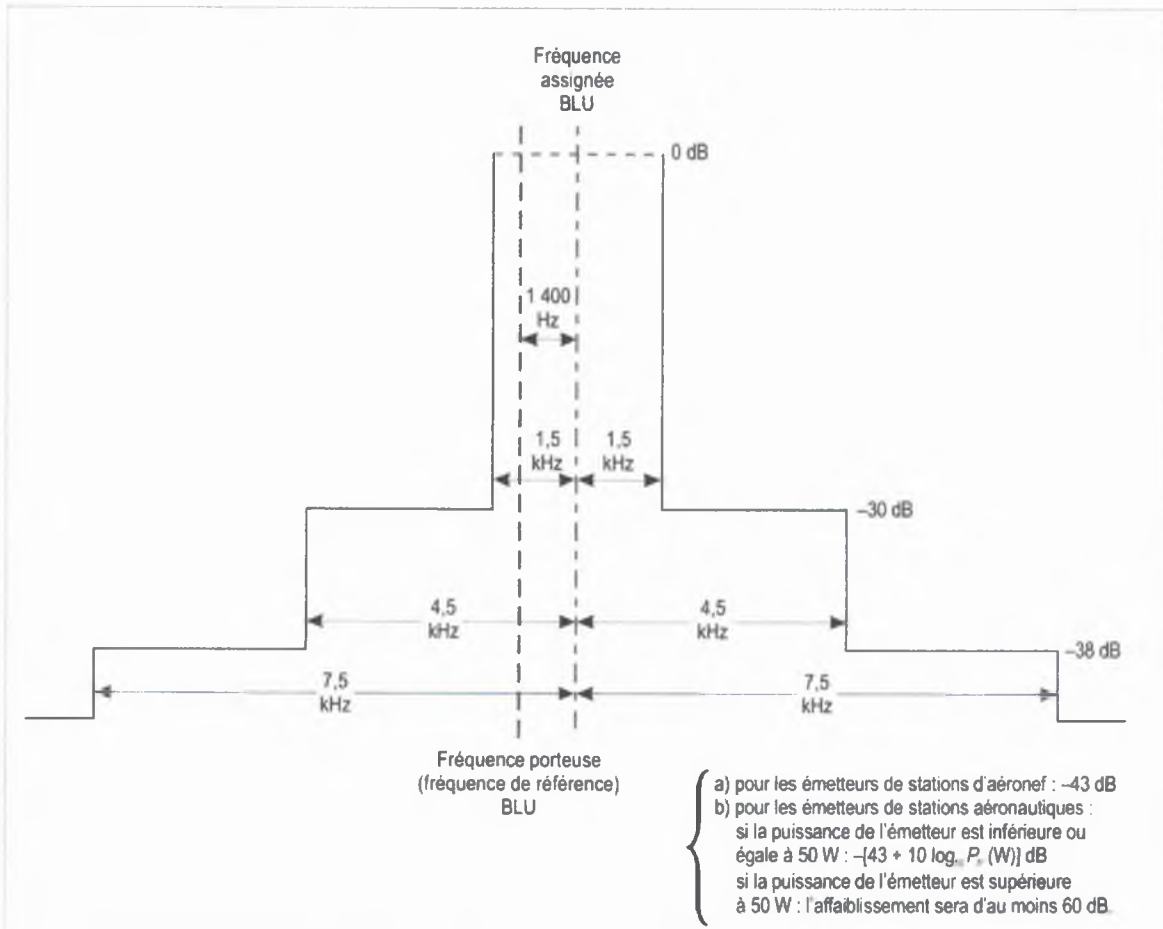 Fréquence
assignée
BLU
0 dB
1 400
Hz
1,5
kHz
1,5
kHz
–30 dB
4,5
kHz
4,5
kHz
–38 dB
7,5
kHz
7,5
kHz
Fréquence porteuse
(fréquence de référence)
BLU
a) pour les émetteurs de stations d'aéronef : –43 dB
b) pour les émetteurs de stations aéronautiques :
si la puissance de l'émetteur est inférieure ou
égale à 50 W : –[43 + 10 log P (W)] dB
si la puissance de l'émetteur est supérieure
à 50 W : l'affaiblissement sera d'au moins 60 dB.